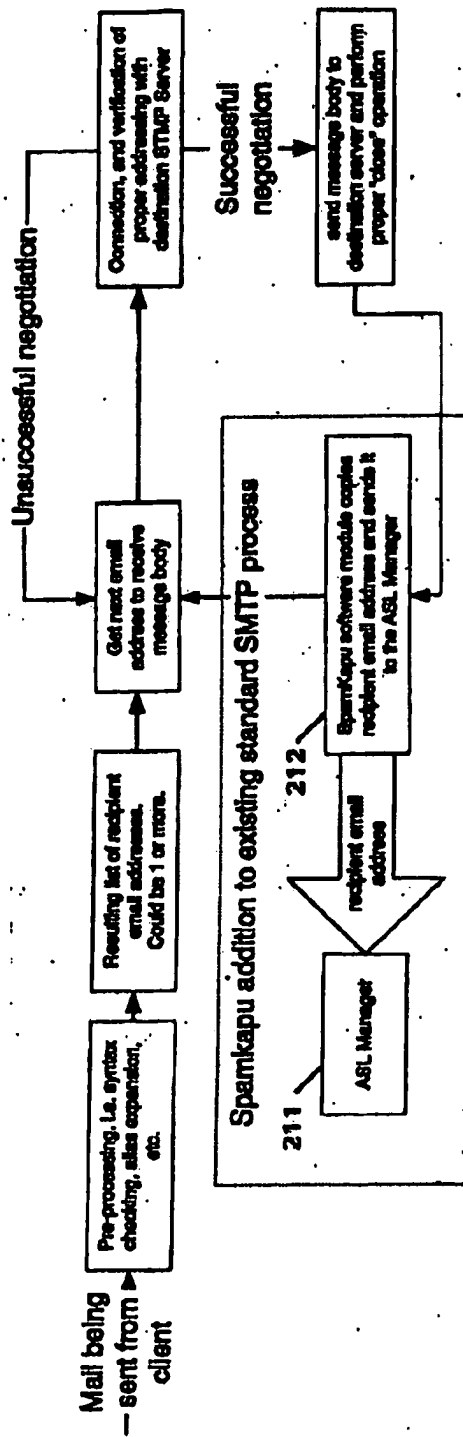 Mail being
sent from
client
Pre-processing, i.e. syntax
checking, alias expansion,
etc.
Resulting list of recipient
email addresses.
Could be 1 or more.
Get next email
address to receive
message body
Unsuccessful negotiation
Connection, and verification of
proper addressing with
destination STMP Server
Successful
negotiation
send message body to
destination server and perform
proper "close" operation
Spamkapu addition to existing standard SMTP process
212
SpamKapu software module copies
recipient email address and sends it
to the ASL Manager
recipient email
address
211
ASL Manager